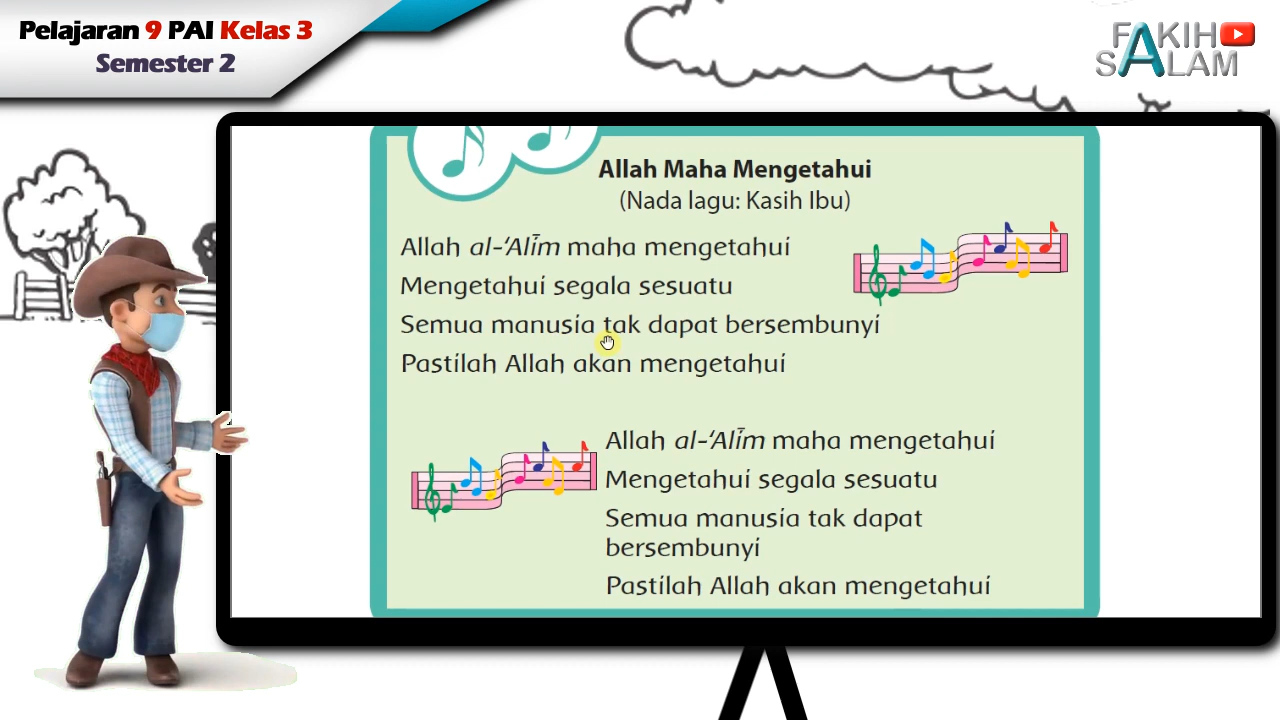 Pelajaran 9 PAI Kelas 3
Semester 2
FAKIH
SALAM
Allah Maha Mengetahui
(Nada lagu: Kasih Ibu)
Allah al-‘Alīm maha mengetahui
Mengetahui segala sesuatu
Semua manusia tak dapat bersembunyi
Pastilah Allah akan mengetahui
Allah al-‘Alīm maha mengetahui
Mengetahui segala sesuatu
Semua manusia tak dapat
bersembunyi
Pastilah Allah akan mengetahui